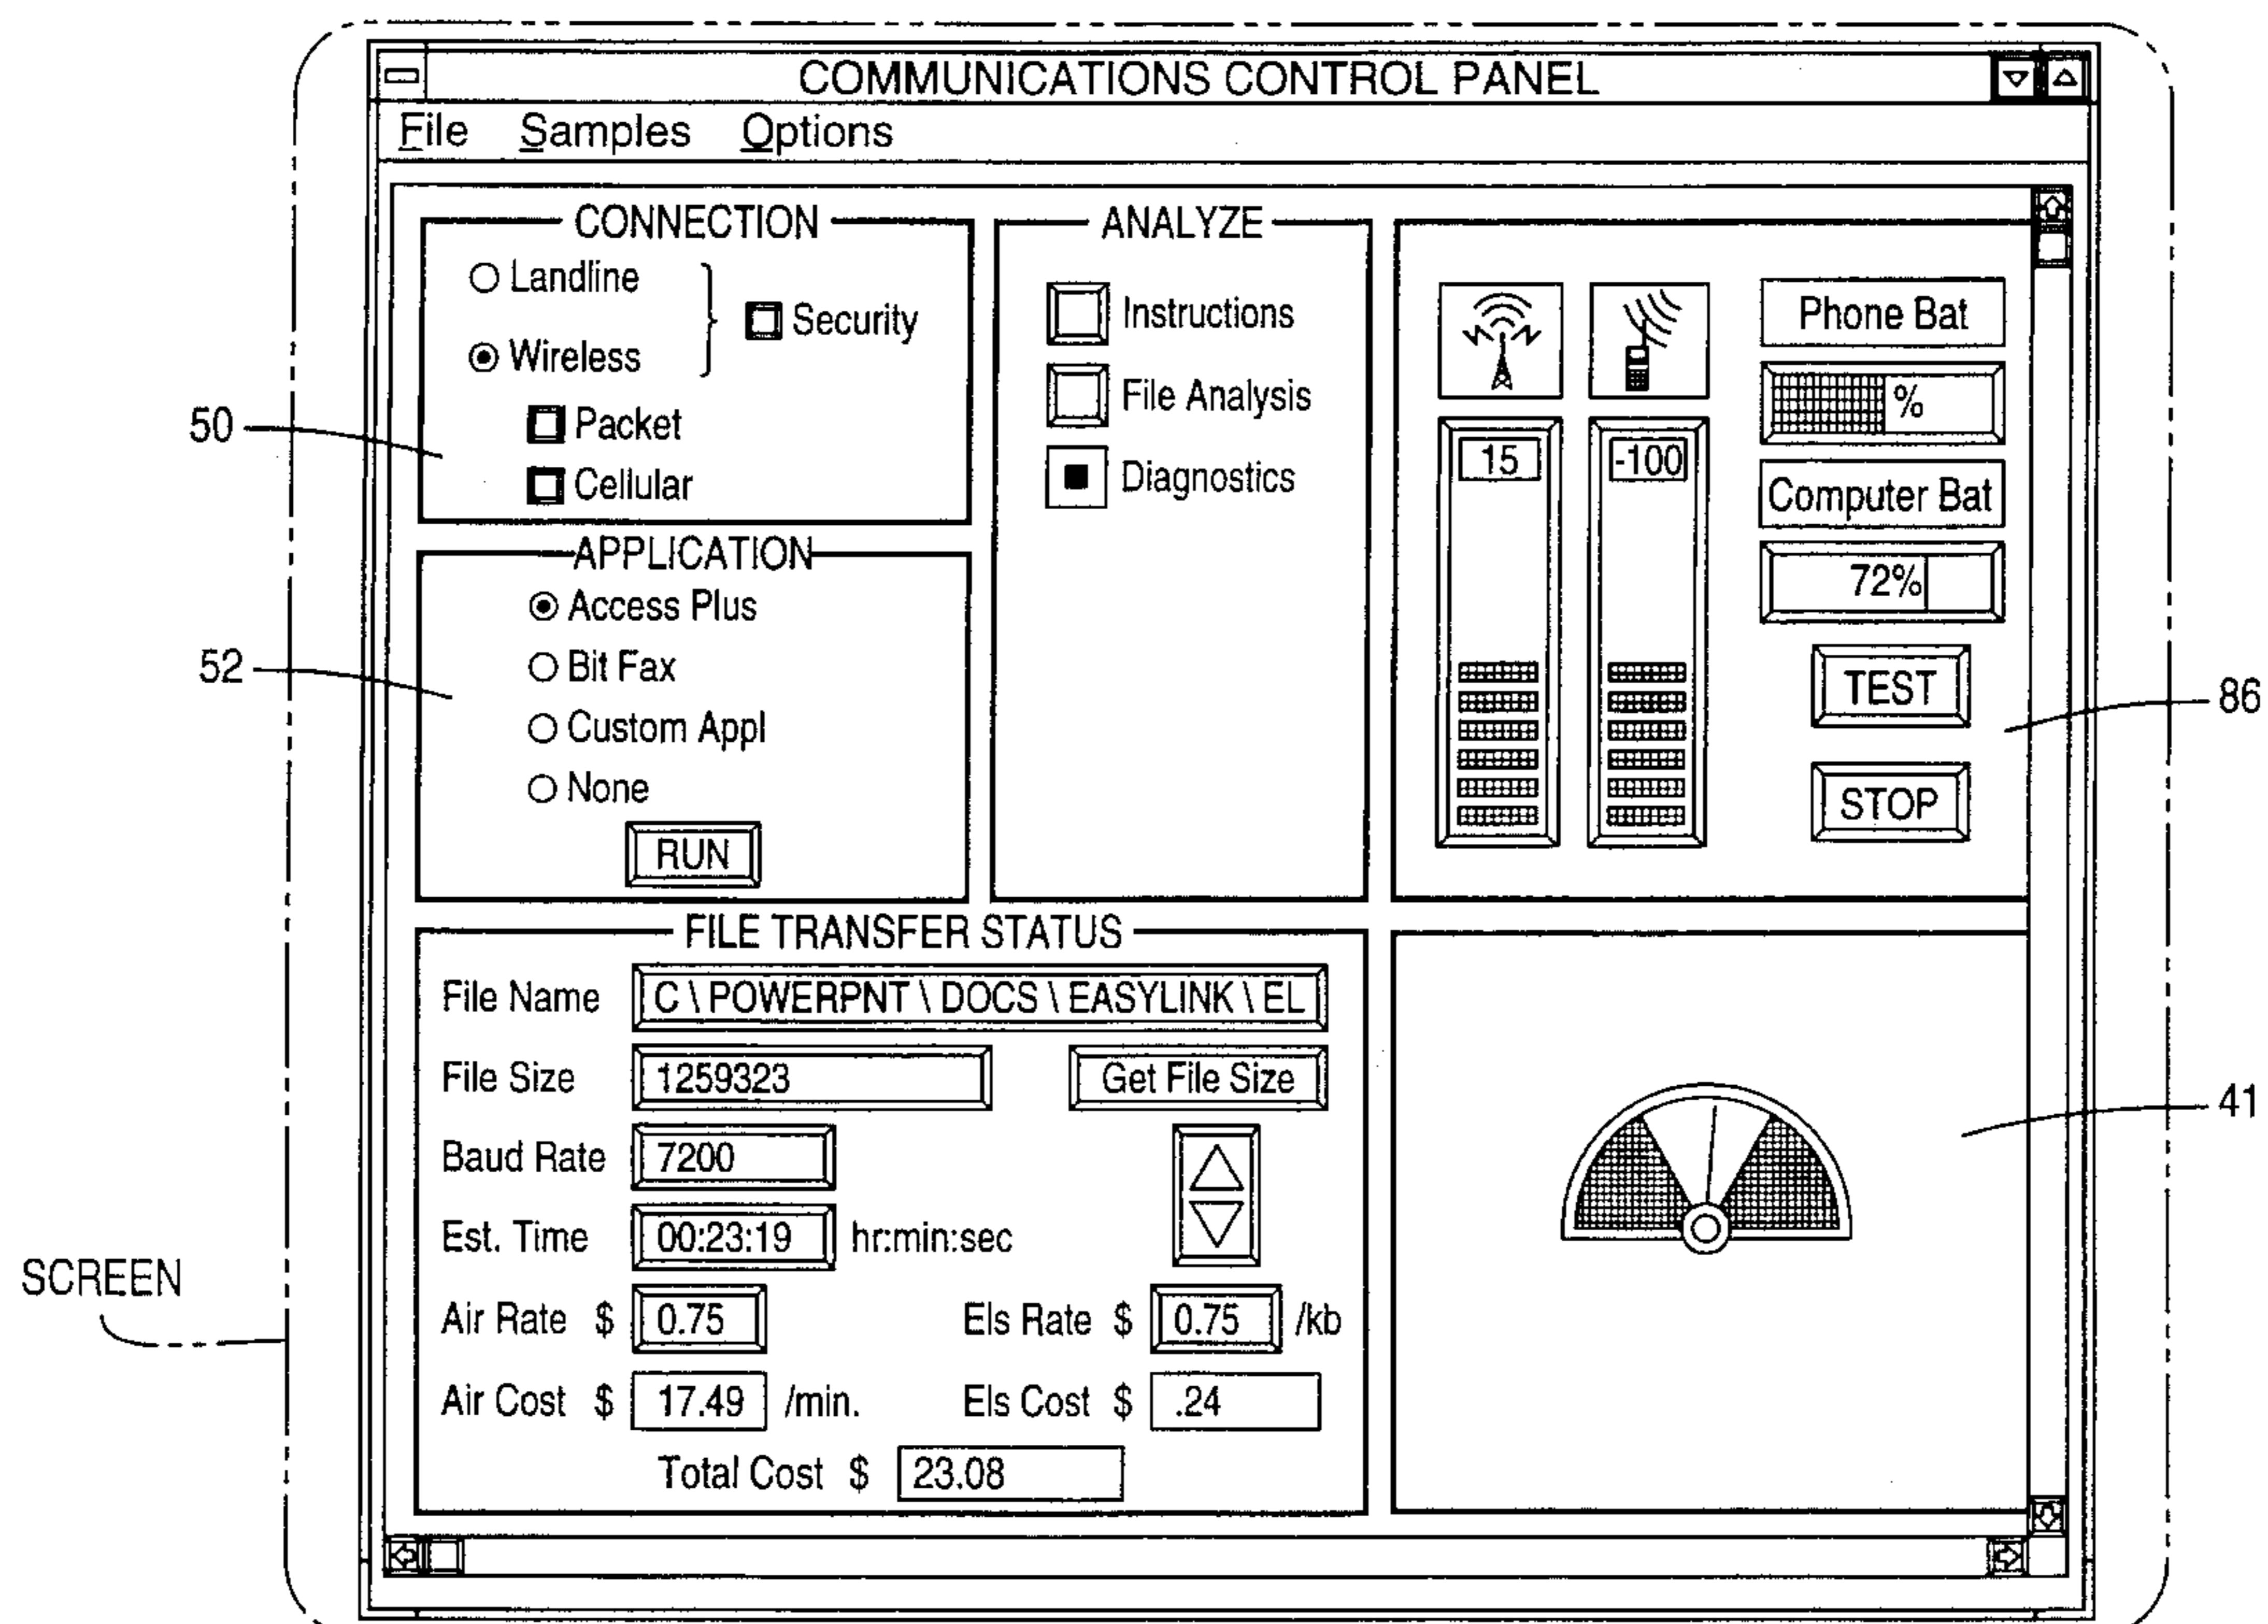 COMMUNICATIONS CONTROL PANEL
File Samples Options
CONNECTION
Landline
Wireless
Security
Packet
Cellular
50
APPLICATION
Access Plus
Bit Fax
Custom Appl
None
RUN
52
ANALYZE
Instructions
File Analysis
Diagnostics
15
-100
Phone Bat
%
Computer Bat
72%
TEST
STOP
86
FILE TRANSFER STATUS
File Name C \ POWERPNT \ DOCS \ EASYLINK \ EL
File Size 1259323 Get File Size
Baud Rate 7200
Est. Time 00:23:19 hr:min:sec
Air Rate $ 0.75 Els Rate $ 0.75 /kb
Air Cost $ 17.49 /min. Els Cost $ .24
Total Cost $ 23.08
41
SCREEN